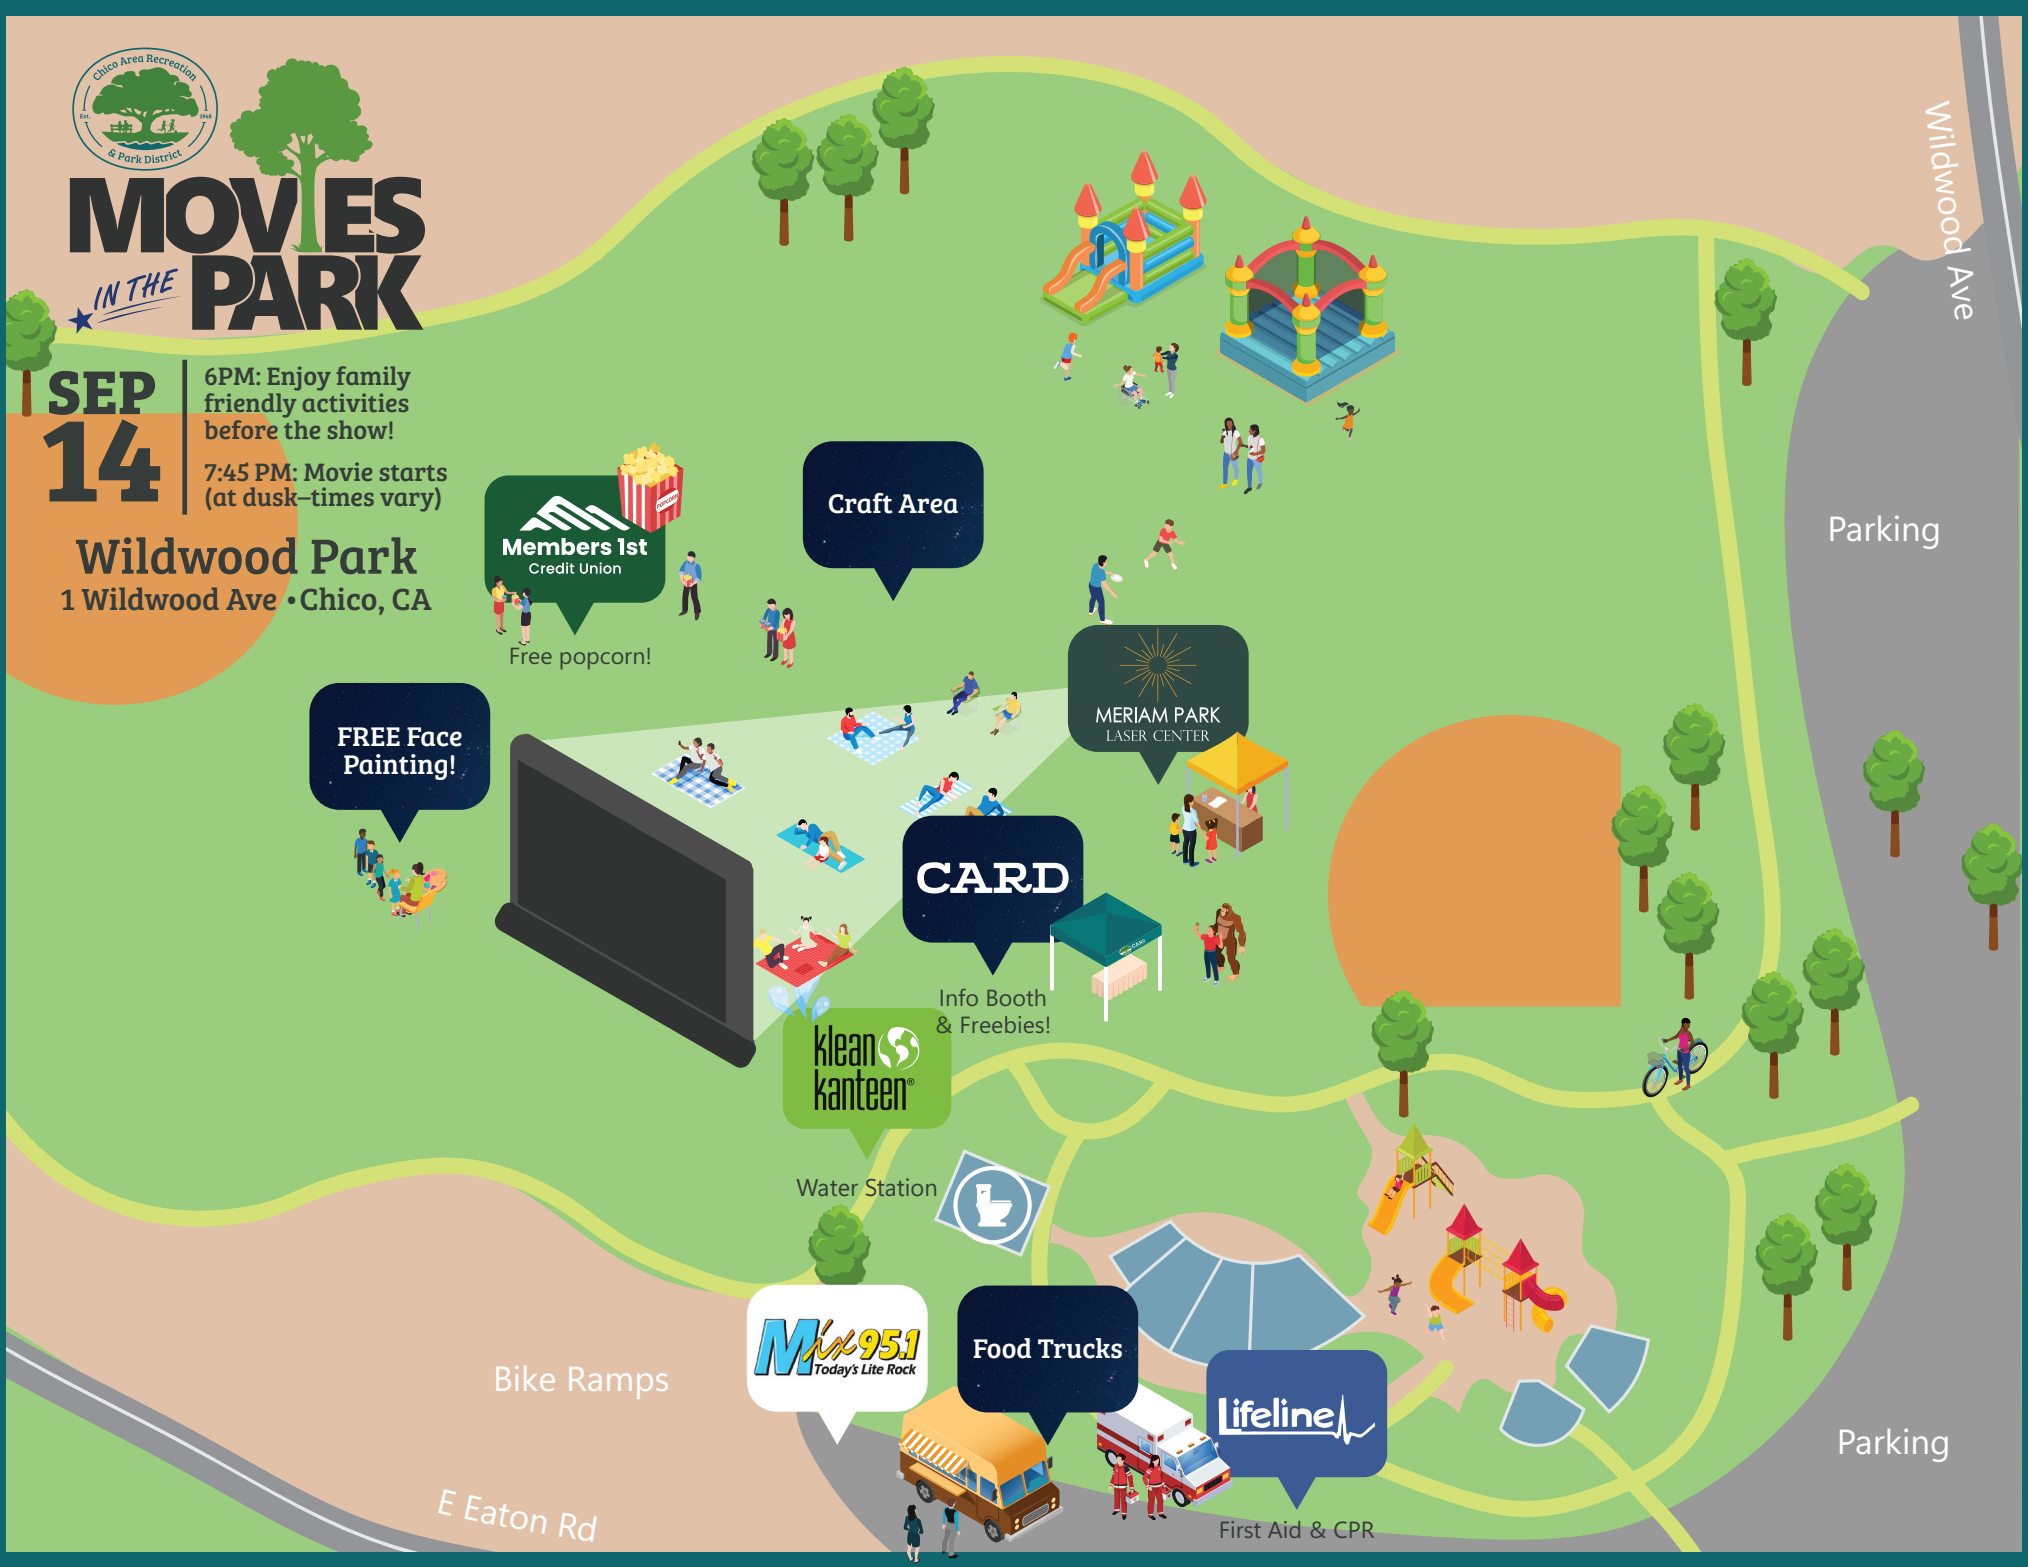 Chico Area Recreation
Est. 1948
& Park District
MOVIES
IN THE
PARK
SEP
14
6PM: Enjoy family
friendly activities
before the show!
7:45 PM: Movie starts
(at dusk–times vary)
Wildwood Park
1 Wildwood Ave • Chico, CA
Wildwood Ave
Members 1st
Credit Union
POPCORN
Free popcorn!
Craft Area
Parking
FREE Face
Painting!
MERIAM PARK
LASER CENTER
CARD
CARD
Info Booth
& Freebies!
klean
kanteen®
Water Station
Mix 95.1
Today's Lite Rock
Food Trucks
Lifeline
First Aid & CPR
Bike Ramps
E Eaton Rd
Parking